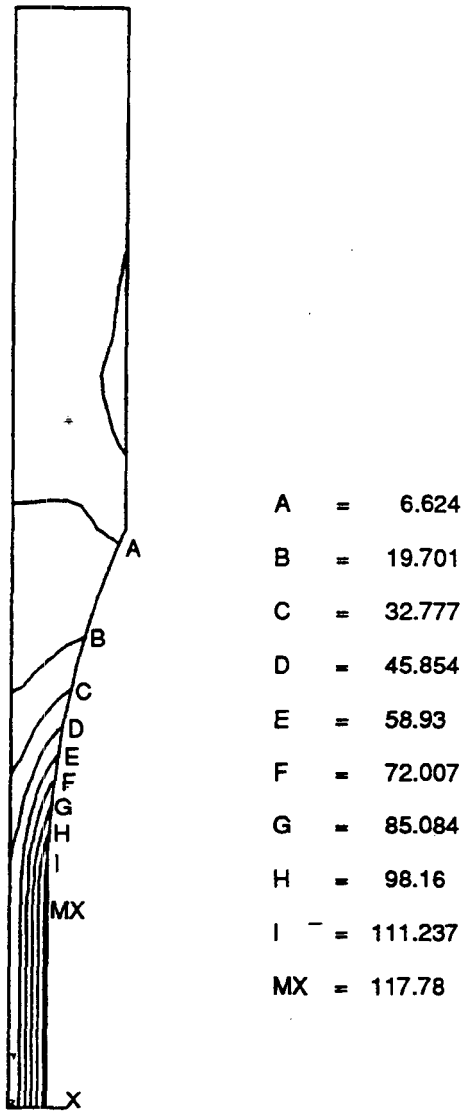 A
B
C
D
E
F
G
H
I
MX
X
A = 6.624
B = 19.701
C = 32.777
D = 45.854
E = 58.93
F = 72.007
G = 85.084
H = 98.16
I = 111.237
MX = 117.78